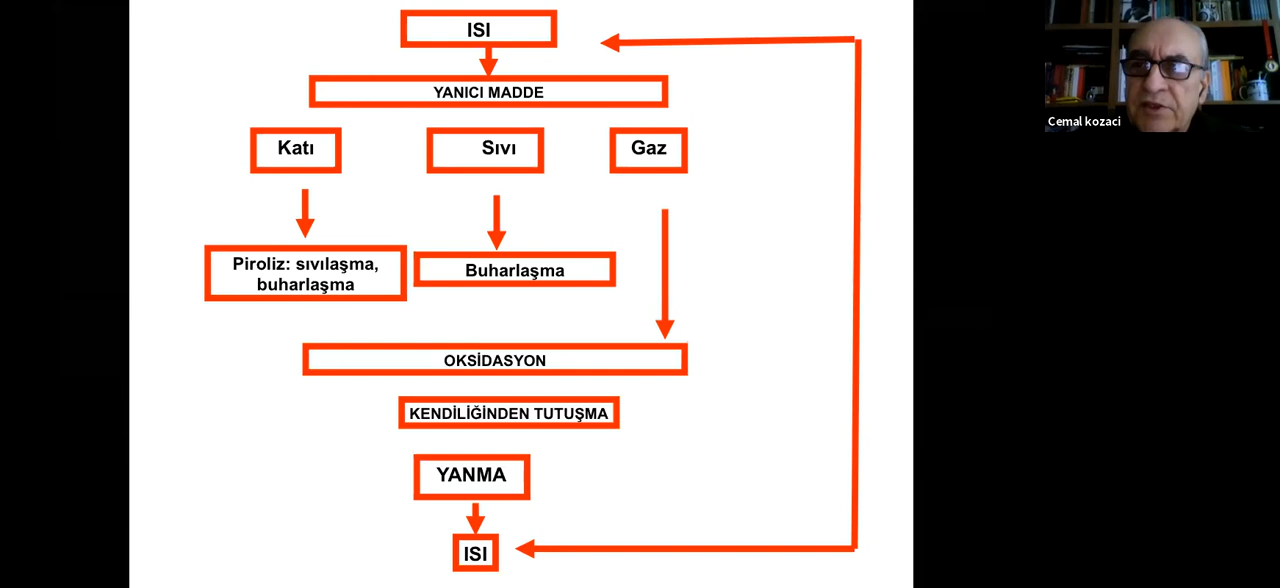 ISI
YANICI MADDE
Katı
Sıvı
Gaz
Piroliz: sıvılaşma,
buharlaşma
Buharlaşma
OKSİDASYON
KENDİLİĞİNDEN TUTUŞMA
YANMA
ISI
Cemal kozaci